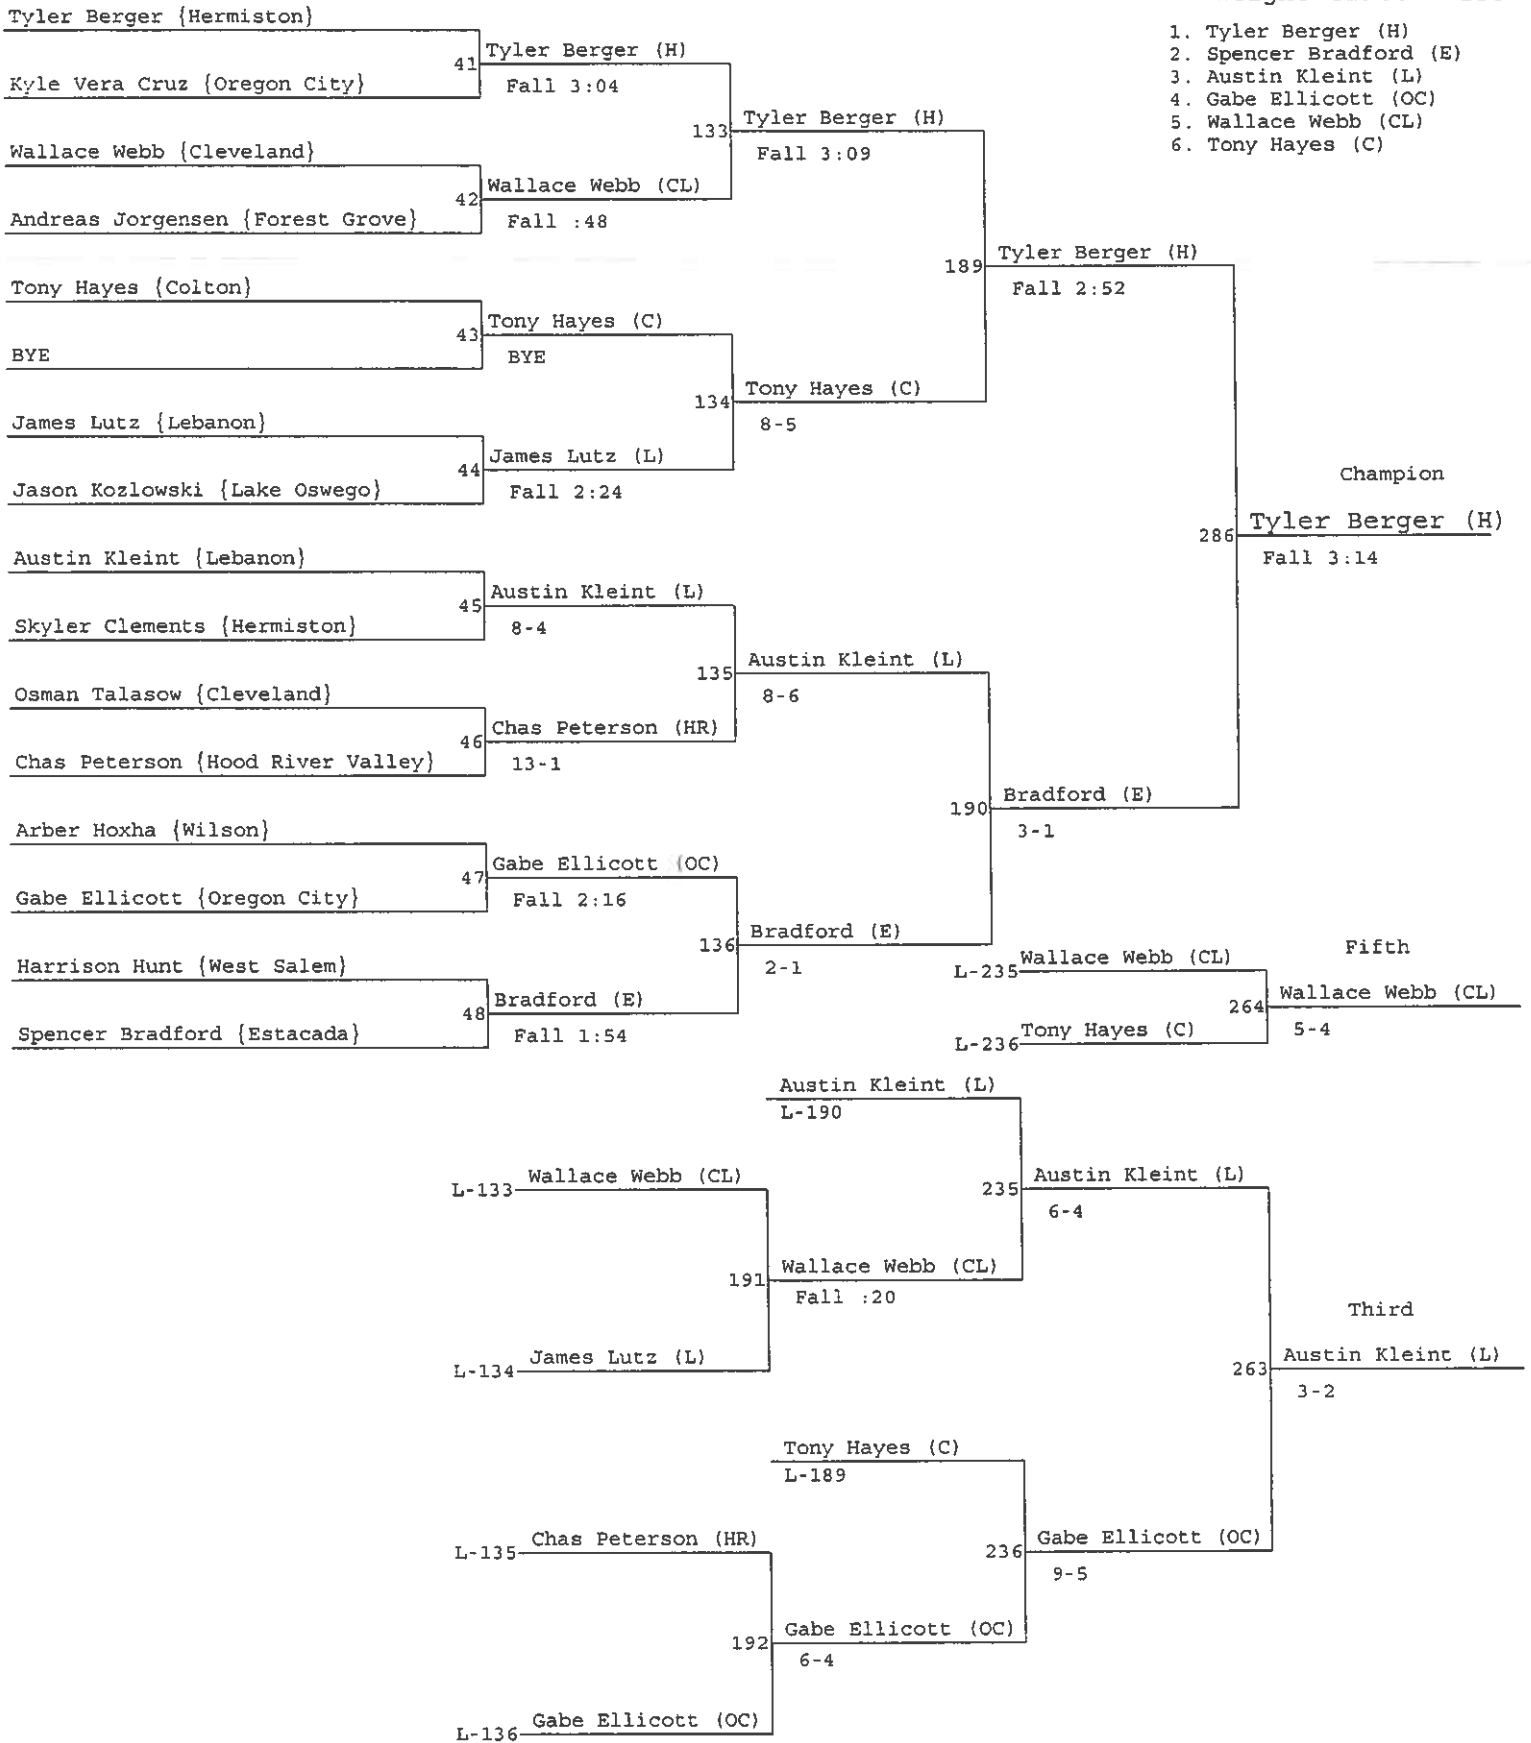 1. Tyler Berger (H)
2. Spencer Bradford (E)
3. Austin Kleint (L)
4. Gabe Ellicott (OC)
5. Wallace Webb (CL)
6. Tony Hayes (C)
Tyler Berger {Hermiston}
41
Tyler Berger (H)
Fall 3:04
Kyle Vera Cruz {Oregon City}
133
Tyler Berger (H)
Fall 3:09
Wallace Webb {Cleveland}
42
Wallace Webb (CL)
Fall :48
Andreas Jorgensen {Forest Grove}
189
Tyler Berger (H)
Fall 2:52
Tony Hayes {Colton}
43
Tony Hayes (C)
BYE
BYE
134
Tony Hayes (C)
8-5
James Lutz {Lebanon}
44
James Lutz (L)
Fall 2:24
Jason Kozlowski {Lake Oswego}
Champion
286
Tyler Berger (H)
Fall 3:14
Austin Kleint {Lebanon}
45
Austin Kleint (L)
8-4
Skyler Clements {Hermiston}
135
Austin Kleint (L)
8-6
Osman Talasow {Cleveland}
46
Chas Peterson (HR)
13-1
Chas Peterson {Hood River Valley}
190
Bradford (E)
3-1
Arber Hoxha {Wilson}
47
Gabe Ellicott (OC)
Fall 2:16
Gabe Ellicott {Oregon City}
136
Bradford (E)
2-1
Harrison Hunt {West Salem}
48
Bradford (E)
Fall 1:54
Spencer Bradford {Estacada}
Fifth
L-235
Wallace Webb (CL)
264
Wallace Webb (CL)
5-4
L-236
Tony Hayes (C)
Austin Kleint (L)
L-190
L-133
Wallace Webb (CL)
235
Austin Kleint (L)
6-4
191
Wallace Webb (CL)
Fall :20
L-134
James Lutz (L)
Third
263
Austin Kleint (L)
3-2
Tony Hayes (C)
L-189
L-135
Chas Peterson (HR)
236
Gabe Ellicott (OC)
9-5
192
Gabe Ellicott (OC)
6-4
L-136
Gabe Ellicott (OC)